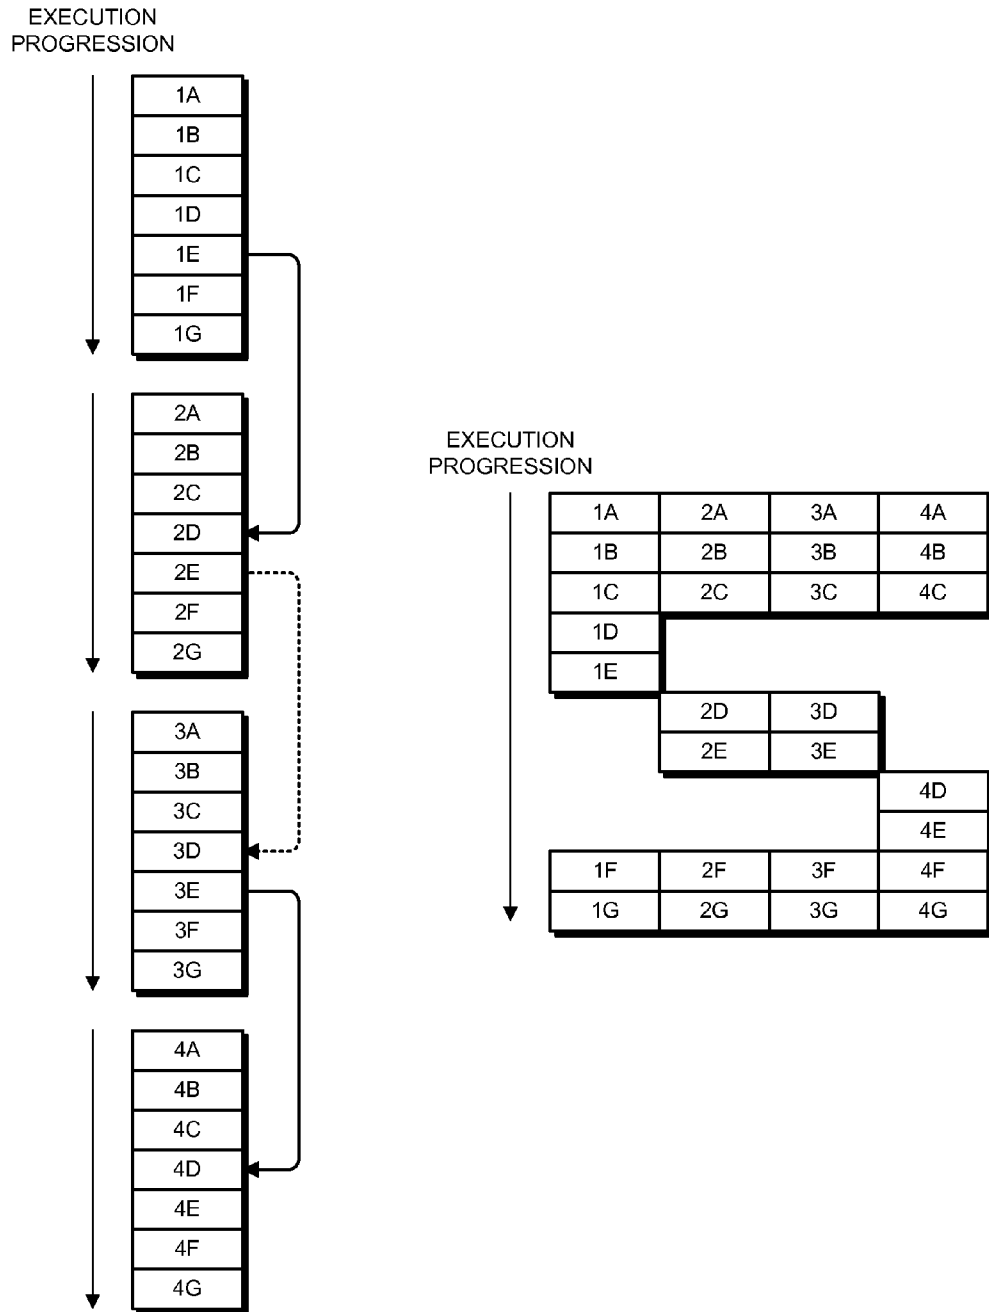 EXECUTION
PROGRESSION
1A
1B
1C
1D
1E
1F
1G
2A
2B
2C
2D
2E
2F
2G
3A
3B
3C
3D
3E
3F
3G
4A
4B
4C
4D
4E
4F
4G
EXECUTION
PROGRESSION
1A 2A 3A 4A
1B 2B 3B 4B
1C 2C 3C 4C
1D
1E
2D 3D
2E 3E
4D
4E
1F 2F 3F 4F
1G 2G 3G 4G